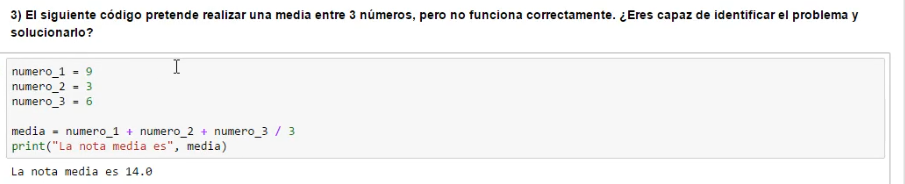 3) El siguiente código pretende realizar una media entre 3 números, pero no funciona correctamente. ¿Eres capaz de identificar el problema y
solucionarlo?
numero_1 = 9
numero_2 = 3
numero_3 = 6
media = numero_1 + numero_2 + numero_3 / 3
print("La nota media es", media)
La nota media es 14.0